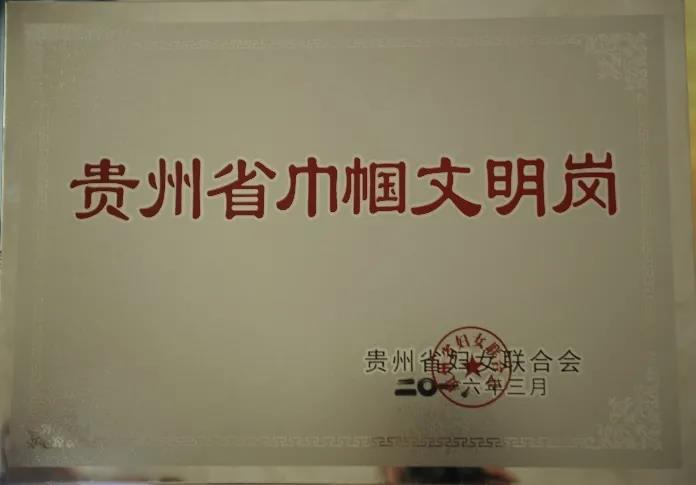 贵州省巾帼文明岗
贵州省妇女联合会
二〇一六年三月